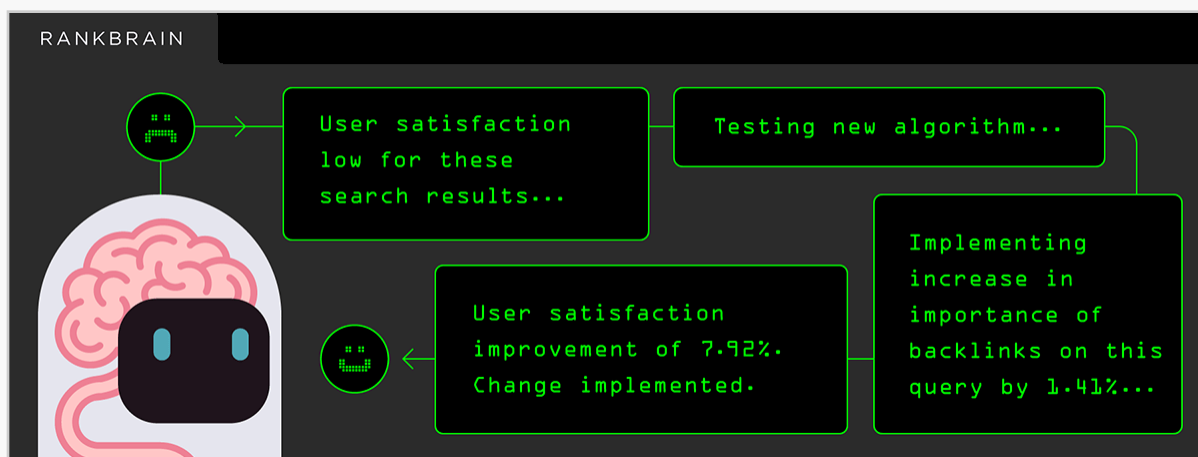 RANKBRAIN
User satisfaction
low for these
search results...
Testing new algorithm...
Implementing
increase in
importance of
backlinks on this
query by 1.41%...
User satisfaction
improvement of 7.92%.
Change implemented.